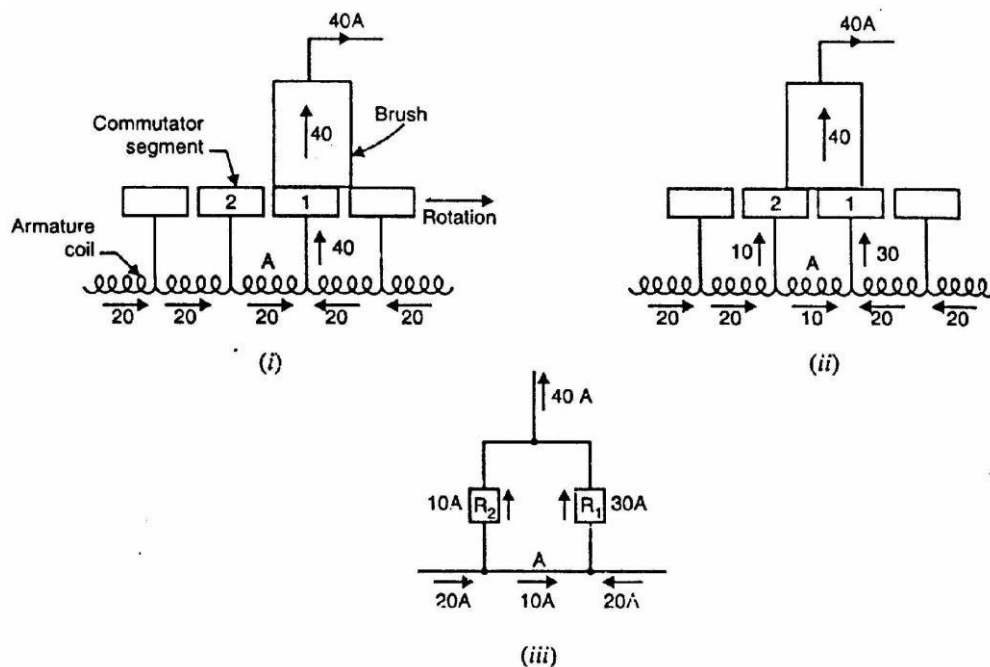 40A
40A
40
Brush
Commutator
segment
40
2
1
Rotation
2
1
Armature
coil
A
40
10
A
30
20
20
20
20
20
20
20
10
20
20
(i)
(ii)
40 A
10A
R2
R1
30A
A
20A
10A
20A
(iii)